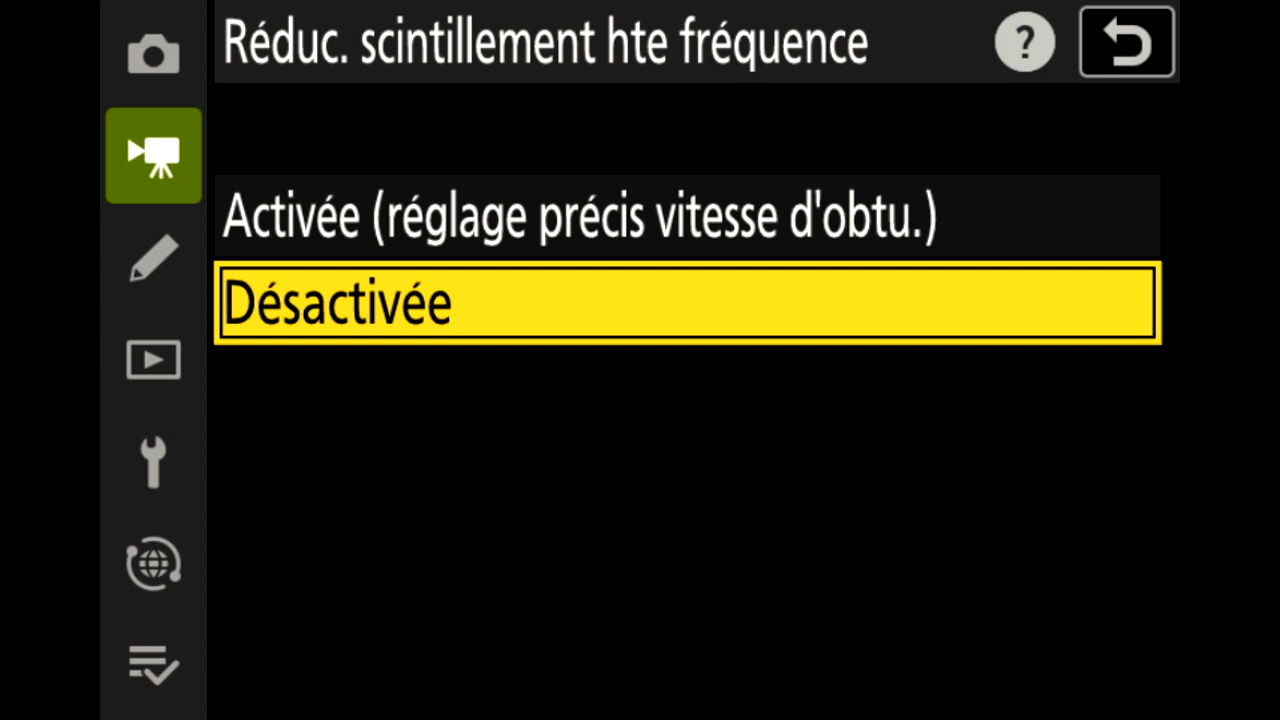 Réduc. scintillement hte fréquence
?
Activée (réglage précis vitesse d'obtu.)
Désactivée